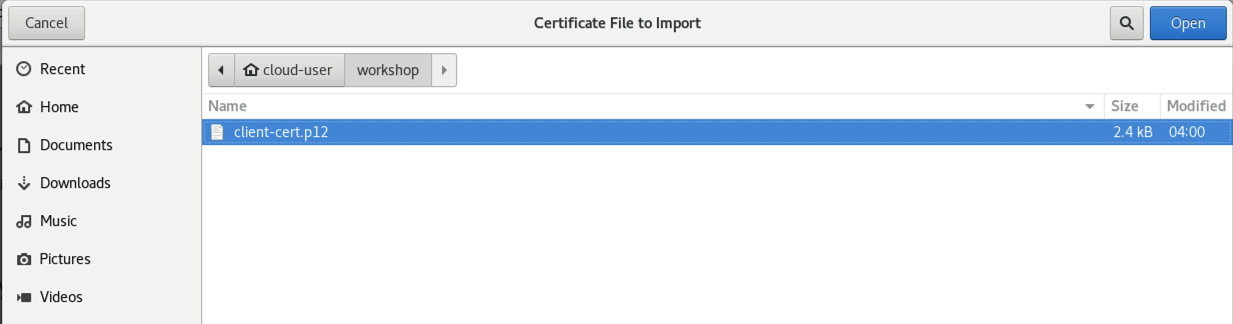 Cancel
Certificate File to Import
Open
Recent
Home
Documents
Downloads
Music
Pictures
Videos
cloud-user
workshop
Name Size Modified
client-cert.p12 2.4 kB 04:00